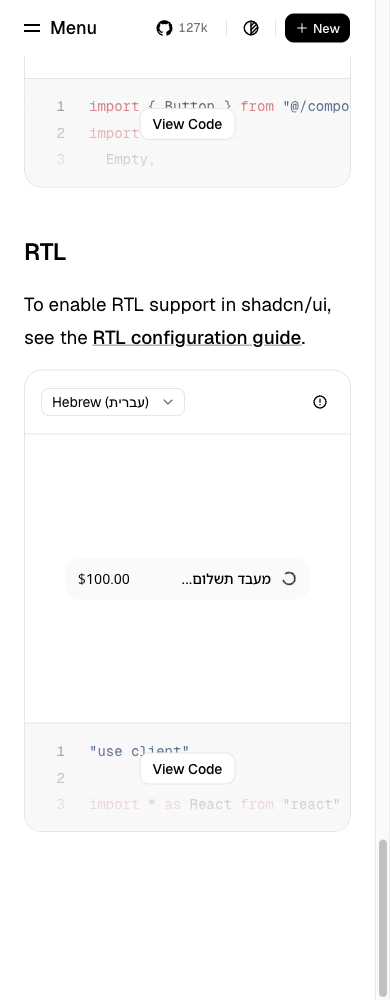 Menu
127k
New
1 import { Button } from "@/compo
View Code
2 import
3 Empty,
RTL
To enable RTL support in shadcn/ui,
see the RTL configuration guide.
Hebrew (עברית)
מעבד תשלום...
$100.00
1 "use client"
View Code
2
3 import * as React from "react"